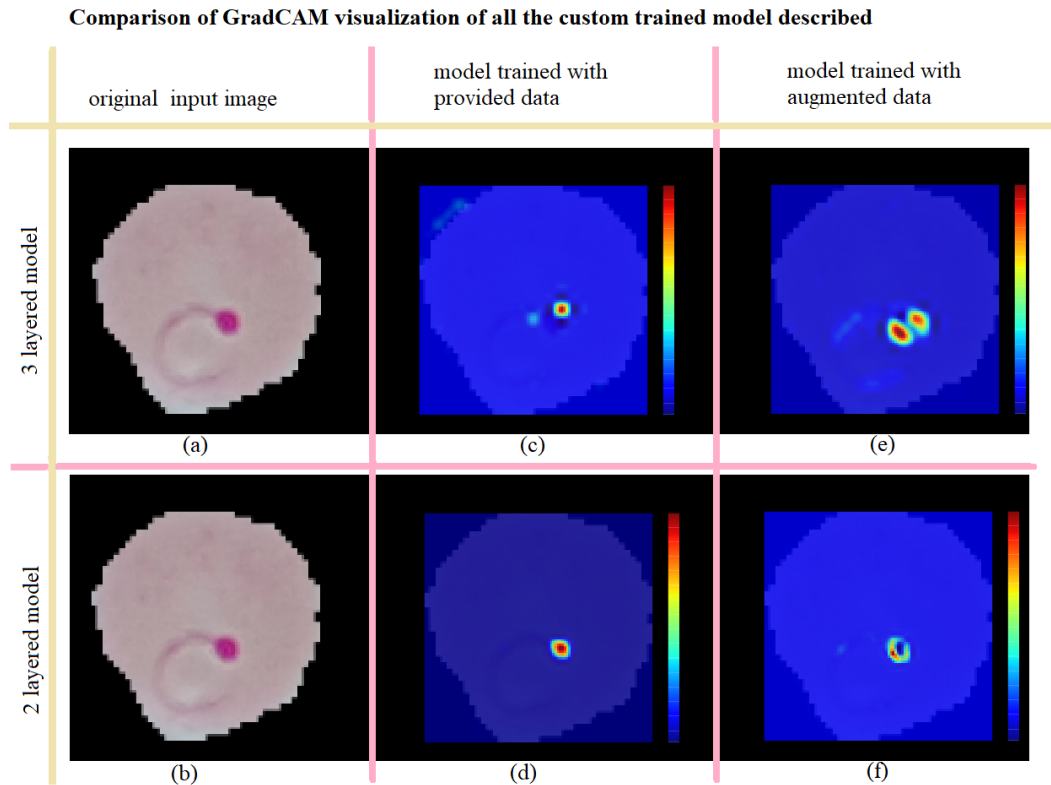 Comparison of GradCAM visualization of all the custom trained model described
original input image
model trained with
provided data
model trained with
augmented data
3 layered model
(a)
(c)
(e)
2 layered model
(b)
(d)
(f)